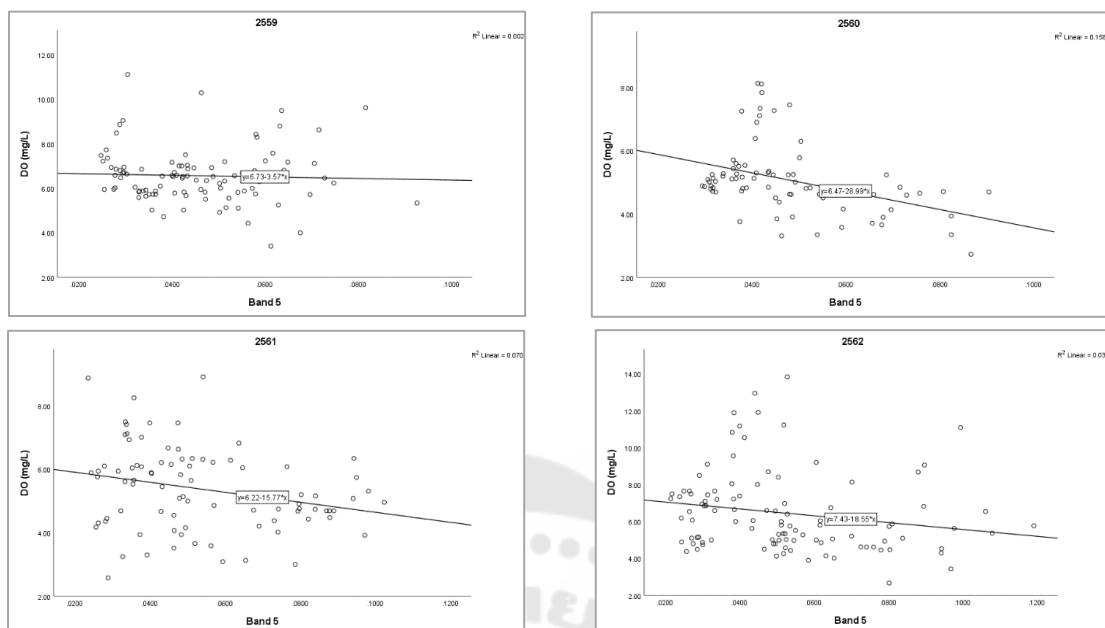 2559
R² Linear = 0.002
12.00
10.00
8.00
6.00
4.00
2.00
DO (mg/L)
y=6.73-3.57*x
.0200 .0400 .0600 .0800 .1000
Band 5
2560
R² Linear = 0.158
8.00
6.00
4.00
2.00
DO (mg/L)
y=6.47-28.99*x
.0200 .0400 .0600 .0800 .1000
Band 5
2561
R² Linear = 0.070
8.00
6.00
4.00
2.00
DO (mg/L)
y=6.22-15.77*x
.0200 .0400 .0600 .0800 .1000 .1200
Band 5
2562
R² Linear = 0.03
14.00
12.00
10.00
8.00
6.00
4.00
2.00
DO (mg/L)
y=7.43-18.55*x
.0200 .0400 .0600 .0800 .1000 .1200
Band 5